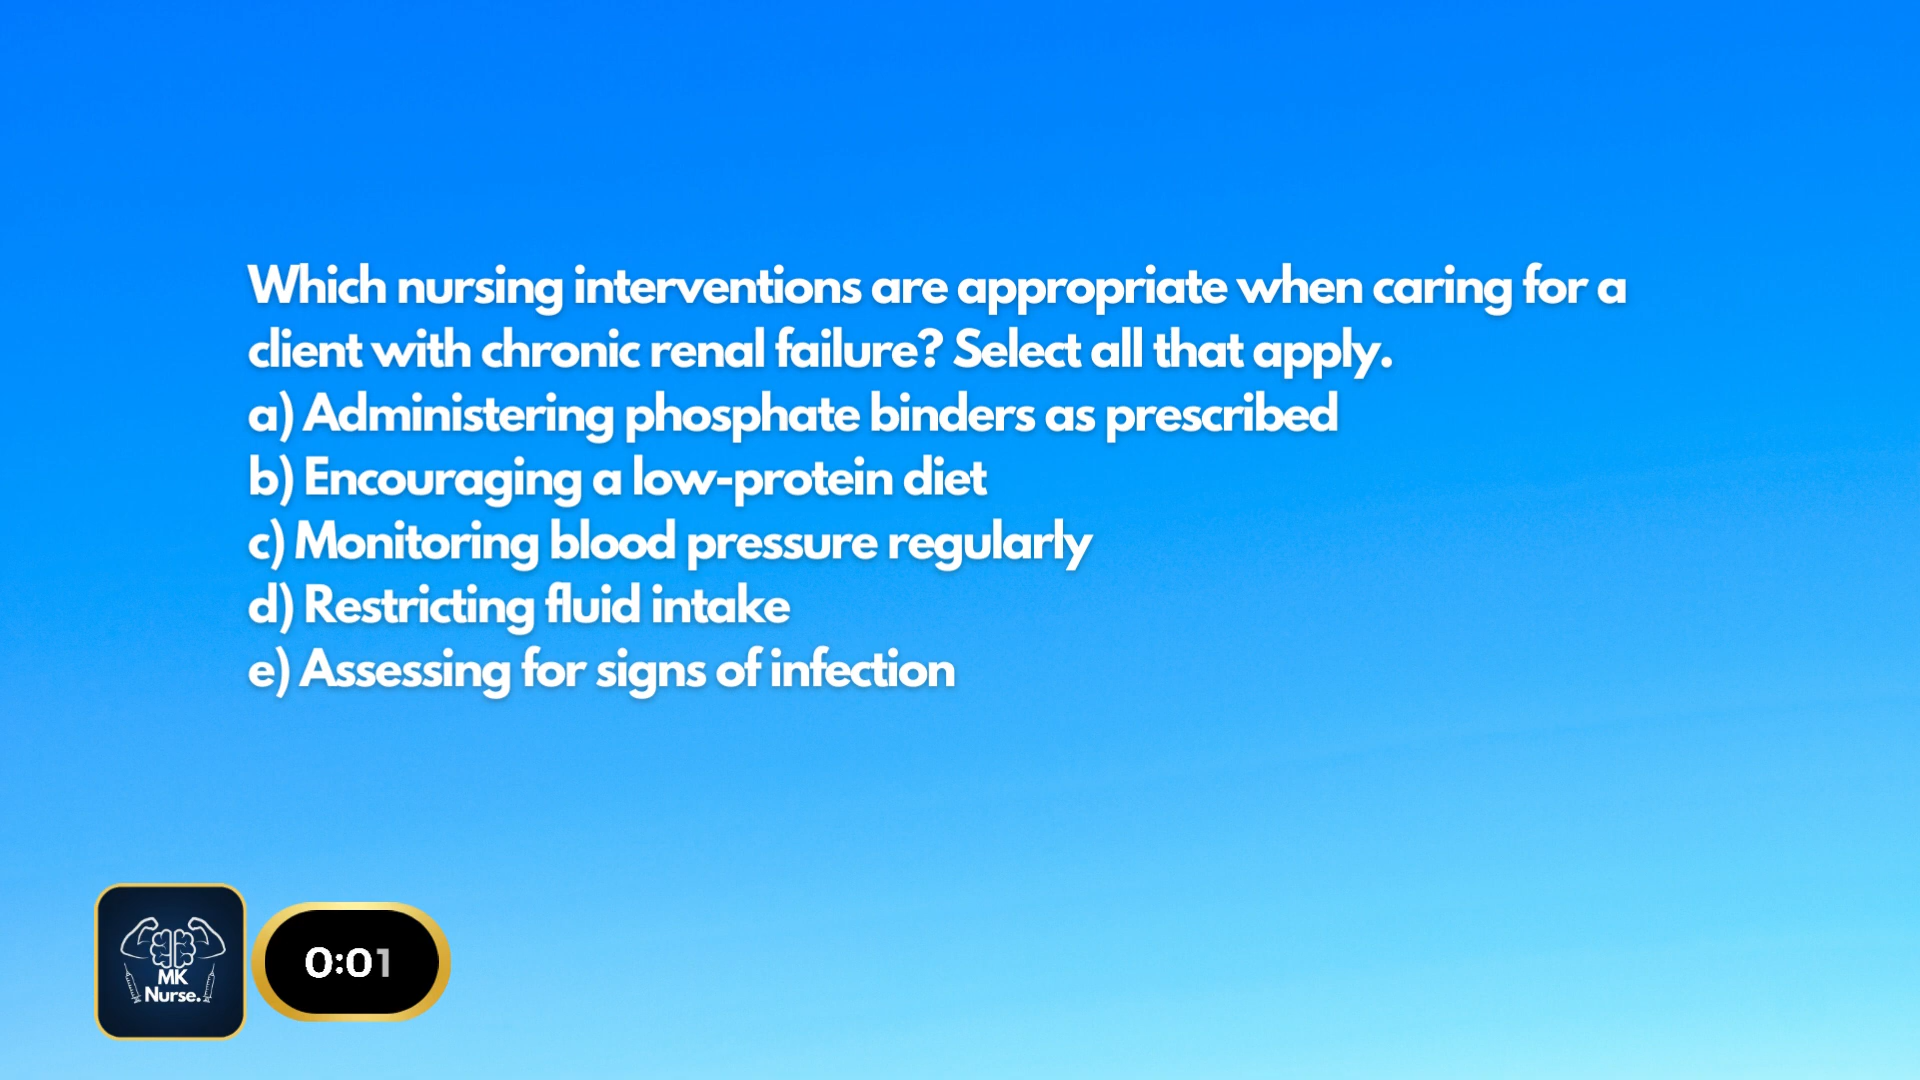 Which nursing interventions are appropriate when caring for a
client with chronic renal failure? Select all that apply.
a) Administering phosphate binders as prescribed
b) Encouraging a low-protein diet
c) Monitoring blood pressure regularly
d) Restricting fluid intake
e) Assessing for signs of infection
MK
Nurse.
0:01